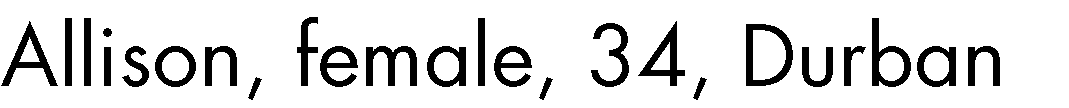 Allison, female, 34, Durban